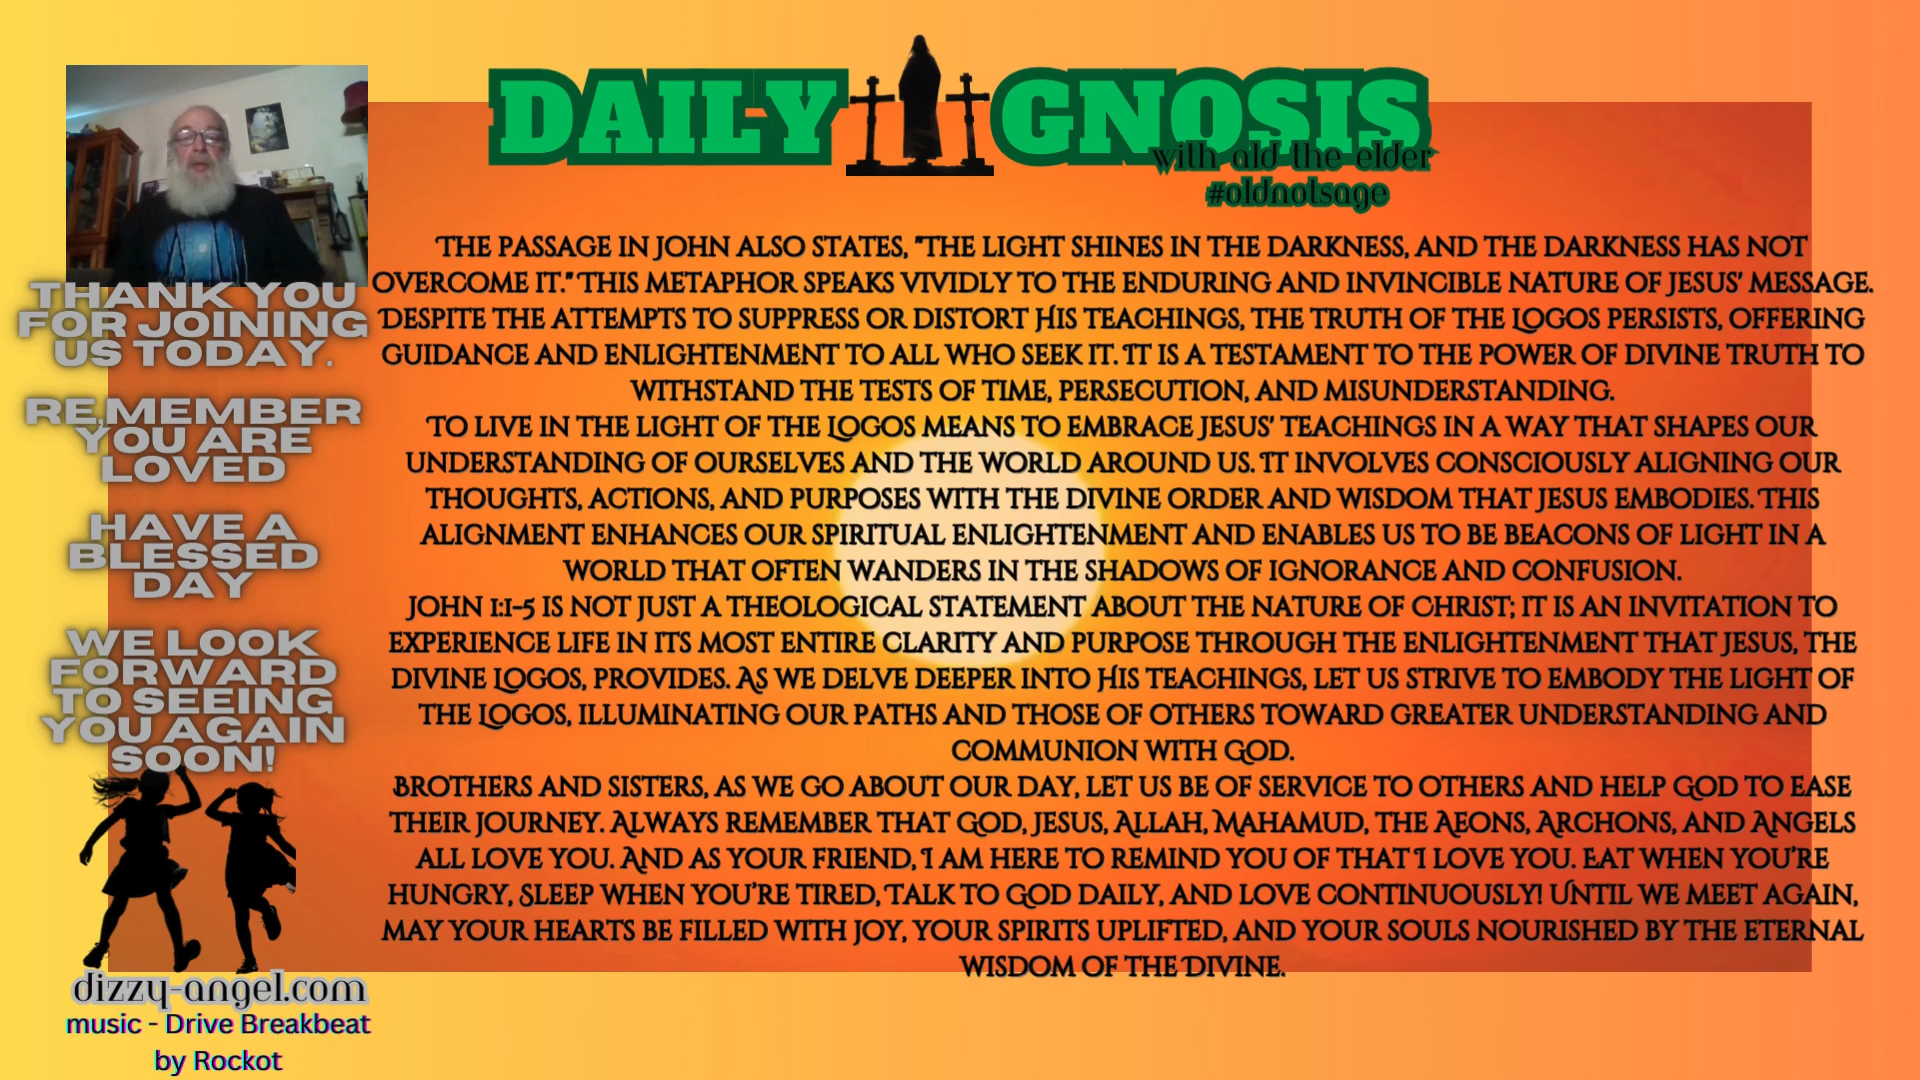 DAILY GNOSIS
with ald the elder
#oldnotsage
THE PASSAGE IN JOHN ALSO STATES, "THE LIGHT SHINES IN THE DARKNESS, AND THE DARKNESS HAS NOT
OVERCOME IT." THIS METAPHOR SPEAKS VIVIDLY TO THE ENDURING AND INVINCIBLE NATURE OF JESUS' MESSAGE.
DESPITE THE ATTEMPTS TO SUPPRESS OR DISTORT HIS TEACHINGS, THE TRUTH OF THE LOGOS PERSISTS, OFFERING
GUIDANCE AND ENLIGHTENMENT TO ALL WHO SEEK IT. IT IS A TESTAMENT TO THE POWER OF DIVINE TRUTH TO
WITHSTAND THE TESTS OF TIME, PERSECUTION, AND MISUNDERSTANDING.
TO LIVE IN THE LIGHT OF THE LOGOS MEANS TO EMBRACE JESUS' TEACHINGS IN A WAY THAT SHAPES OUR
UNDERSTANDING OF OURSELVES AND THE WORLD AROUND US. IT INVOLVES CONSCIOUSLY ALIGNING OUR
THOUGHTS, ACTIONS, AND PURPOSES WITH THE DIVINE ORDER AND WISDOM THAT JESUS EMBODIES. THIS
ALIGNMENT ENHANCES OUR SPIRITUAL ENLIGHTENMENT AND ENABLES US TO BE BEACONS OF LIGHT IN A
WORLD THAT OFTEN WANDERS IN THE SHADOWS OF IGNORANCE AND CONFUSION.
JOHN 1:1-5 IS NOT JUST A THEOLOGICAL STATEMENT ABOUT THE NATURE OF CHRIST; IT IS AN INVITATION TO
EXPERIENCE LIFE IN ITS MOST ENTIRE CLARITY AND PURPOSE THROUGH THE ENLIGHTENMENT THAT JESUS, THE
DIVINE LOGOS, PROVIDES. AS WE DELVE DEEPER INTO HIS TEACHINGS, LET US STRIVE TO EMBODY THE LIGHT OF
THE LOGOS, ILLUMINATING OUR PATHS AND THOSE OF OTHERS TOWARD GREATER UNDERSTANDING AND
COMMUNION WITH GOD.
BROTHERS AND SISTERS, AS WE GO ABOUT OUR DAY, LET US BE OF SERVICE TO OTHERS AND HELP GOD TO EASE
THEIR JOURNEY. ALWAYS REMEMBER THAT GOD, JESUS, ALLAH, MAHAMUD, THE AEONS, ARCHONS, AND ANGELS
ALL LOVE YOU. AND AS YOUR FRIEND, I AM HERE TO REMIND YOU OF THAT I LOVE YOU. EAT WHEN YOU'RE
HUNGRY, SLEEP WHEN YOU'RE TIRED, TALK TO GOD DAILY, AND LOVE CONTINUOUSLY! UNTIL WE MEET AGAIN,
MAY YOUR HEARTS BE FILLED WITH JOY, YOUR SPIRITS UPLIFTED, AND YOUR SOULS NOURISHED BY THE ETERNAL
WISDOM OF THE DIVINE.
THANK YOU
FOR JOINING
US TODAY.
RE,MEMBER
YOU ARE
LOVED
HAVE A
BLESSED
DAY
WE LOOK
FORWARD
TO SEEING
YOU AGAIN
SOON!
dizzy-angel.com
music - Drive Breakbeat
by Rockot